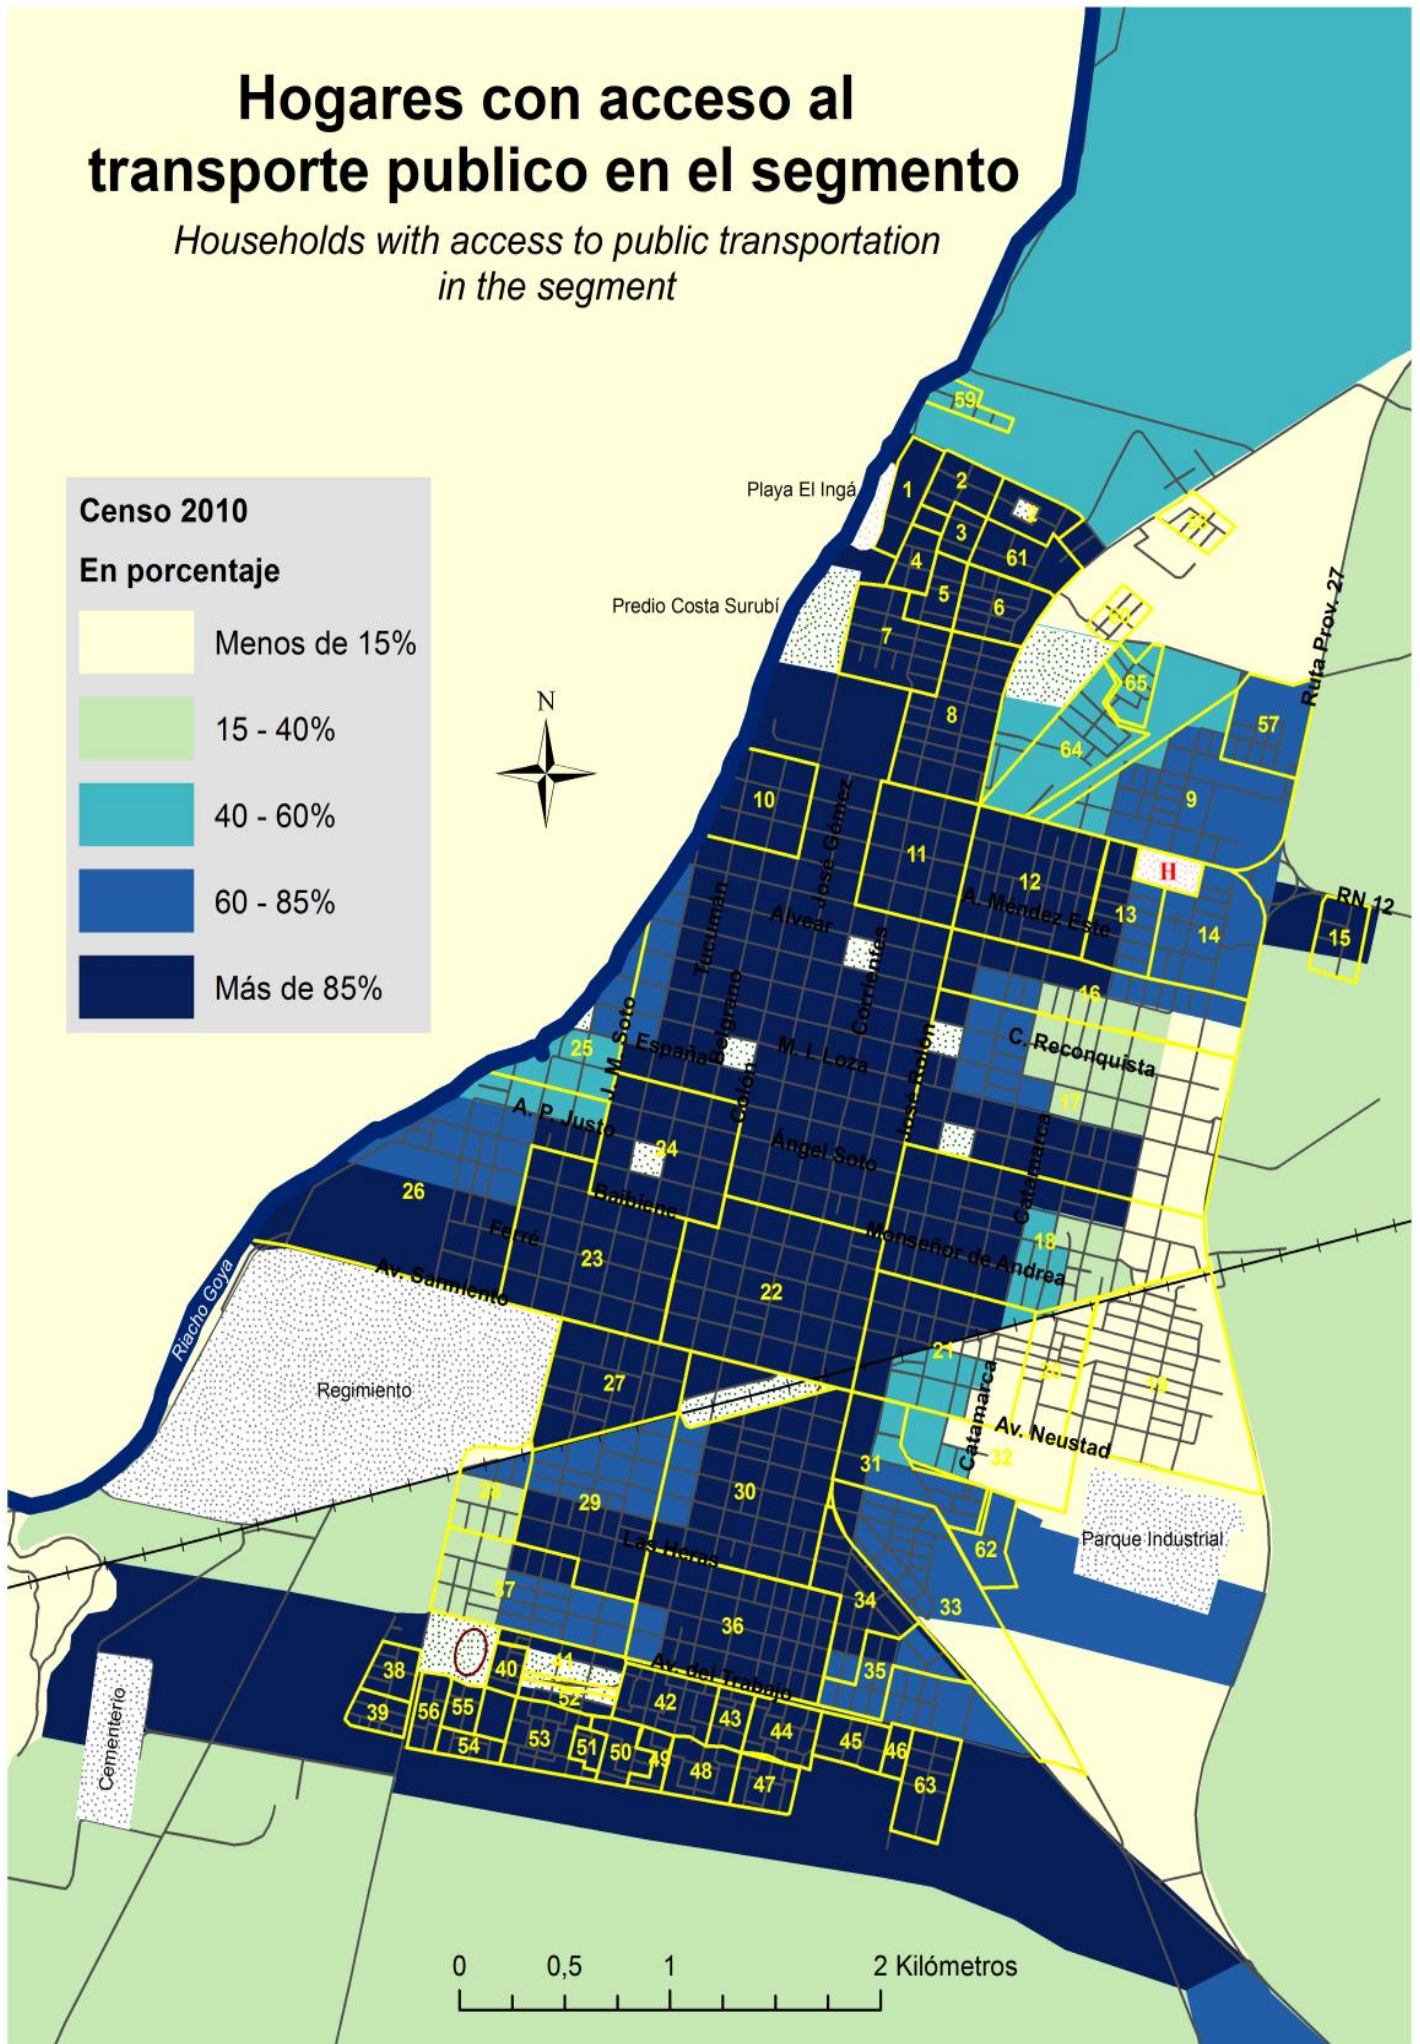 Hogares con acceso al
transporte publico en el segmento
Households with access to public transportation
in the segment
Censo 2010
En porcentaje
Menos de 15%
15 - 40%
40 - 60%
60 - 85%
Más de 85%
N
59
Playa El Ingá
1
2
3
4
61
58
Predio Costa Surubí
5
6
60
7
Ruta Prov. 27
8
65
57
64
10
José Gómez
9
11
12
H
A. Méndez Este
13
14
RN 12
15
Tucumán
Alvear
Corrientes
16
J. M. Soto
25
España
Belgrano
M. I. Loza
José Rolón
C. Reconquista
17
A. P. Justo
Colón
24
Ángel Soto
Catamarca
26
Baibiene
Ferré
23
Monseñor de Andrea
18
Av. Sarmiento
22
Riacho Goya
21
Regimiento
27
20
19
Catamarca
Av. Neustad
32
31
28
29
30
Las Heras
62
Parque Industrial
37
34
33
36
38
40
41
Av. del Trabajo
35
39
56
55
52
42
43
44
45
46
Cementerio
54
53
51
50
49
48
47
63
0
0,5
1
2 Kilómetros